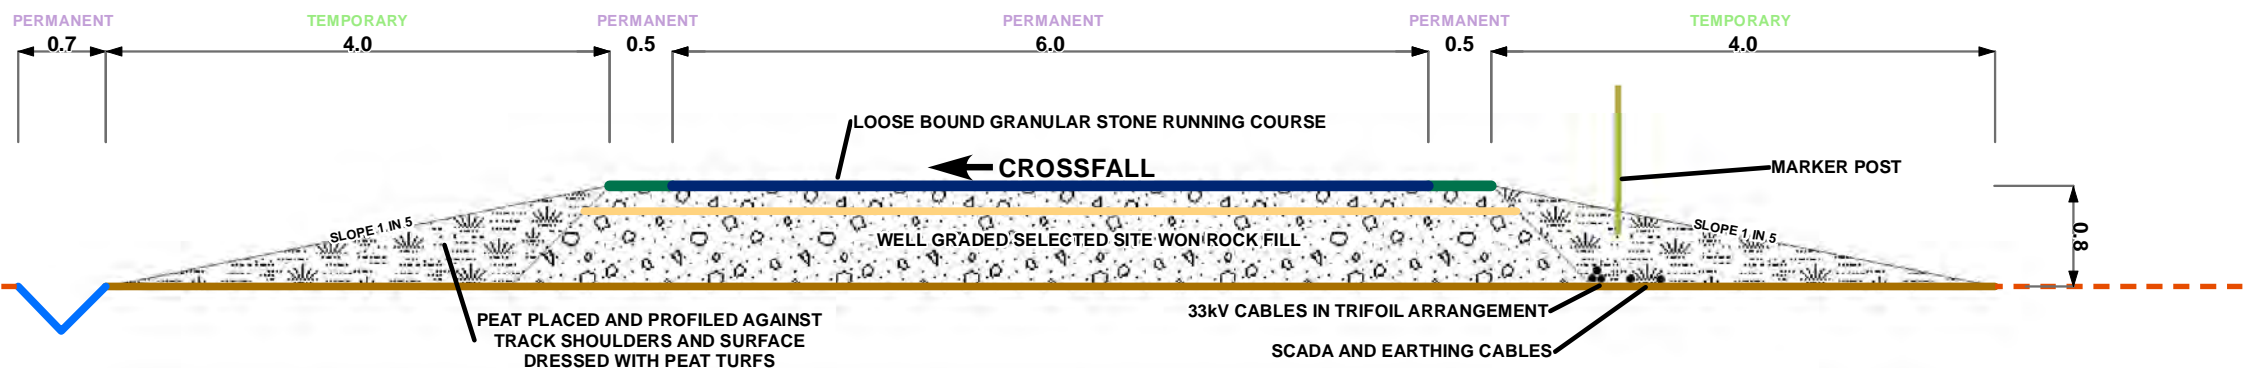 PERMANENT TEMPORARY PERMANENT PERMANENT PERMANENT TEMPORARY
0.7 4.0 0.5 6.0 0.5 4.0
LOOSE BOUND GRANULAR STONE RUNNING COURSE
CROSSFALL
MARKER POST
SLOPE 1 IN 5
SLOPE 1 IN 5
0.8
WELL GRADED SELECTED SITE WON ROCK FILL
33kV CABLES IN TRIFOIL ARRANGEMENT
PEAT PLACED AND PROFILED AGAINST
TRACK SHOULDERS AND SURFACE
DRESSED WITH PEAT TURFS
SCADA AND EARTHING CABLES